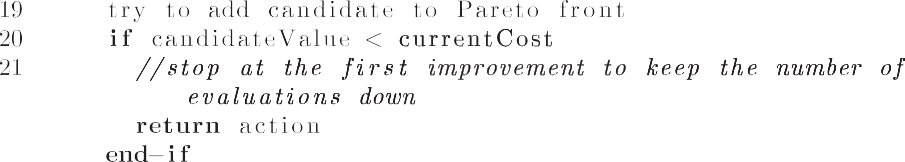 19 try to add candidate to Pareto front
20 if candidateValue < currentCost
21 //stop at the first improvement to keep the number of
evaluations down
return action
end-if